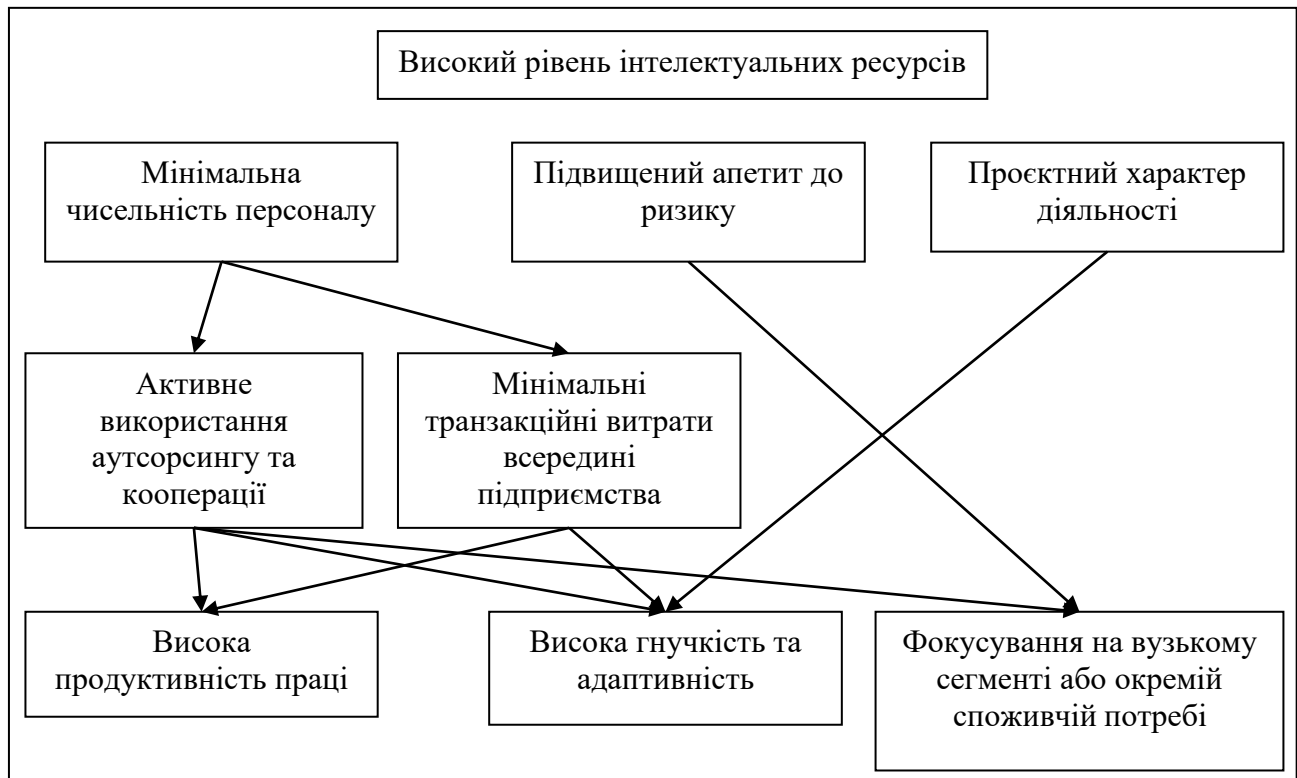 Високий рівень інтелектуальних ресурсів
Мінімальна
чисельність персоналу
Підвищений апетит до
ризику
Проєктний характер
діяльності
Активне
використання
аутсорсингу та
кооперації
Мінімальні
транзакційні витрати
всередині
підприємства
Висока
продуктивність праці
Висока гнучкість та
адаптивність
Фокусування на вузькому
сегменті або окремій
споживчій потребі